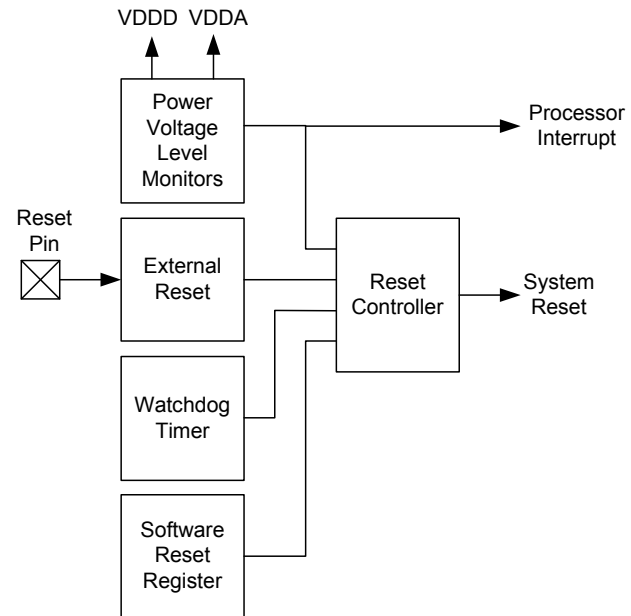 VDDD VDDA
Power
Voltage
Level
Monitors
Processor
Interrupt
Reset
Pin
External
Reset
Reset
Controller
System
Reset
Watchdog
Timer
Software
Reset
Register